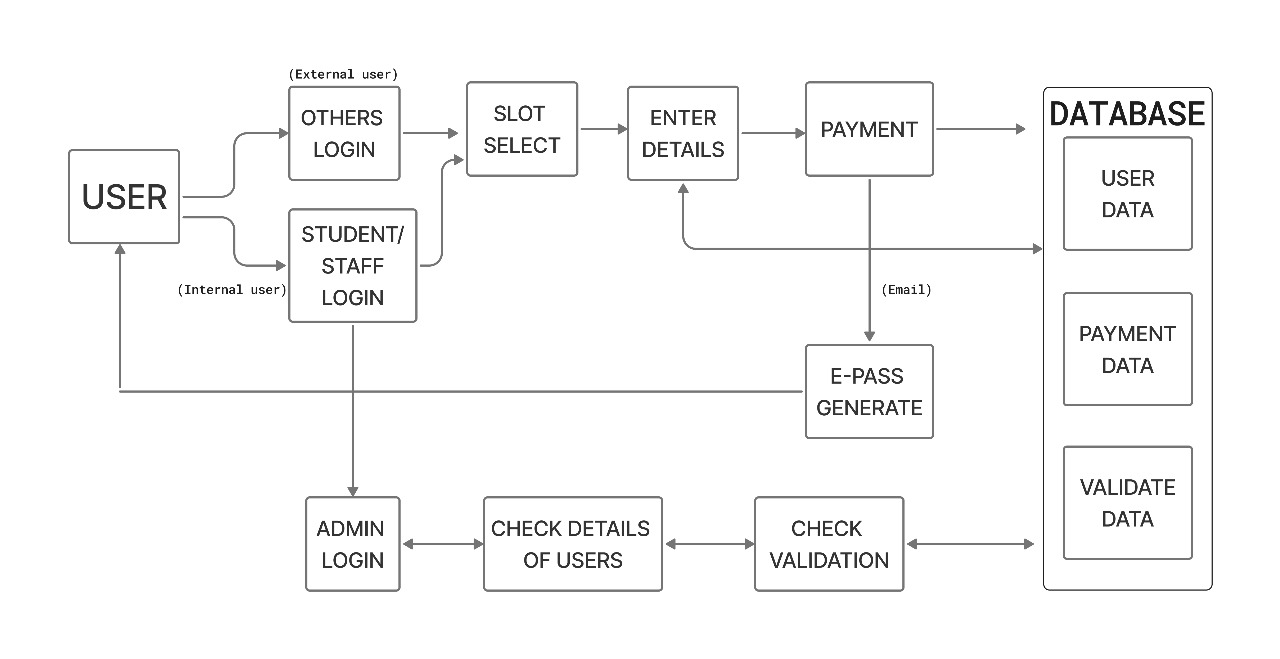 (External user)
OTHERS
LOGIN
SLOT
SELECT
ENTER
DETAILS
PAYMENT
DATABASE
USER
DATA
USER
STUDENT/
STAFF
LOGIN
(Internal user)
(Email)
PAYMENT
DATA
E-PASS
GENERATE
VALIDATE
DATA
ADMIN
LOGIN
CHECK DETAILS
OF USERS
CHECK
VALIDATION